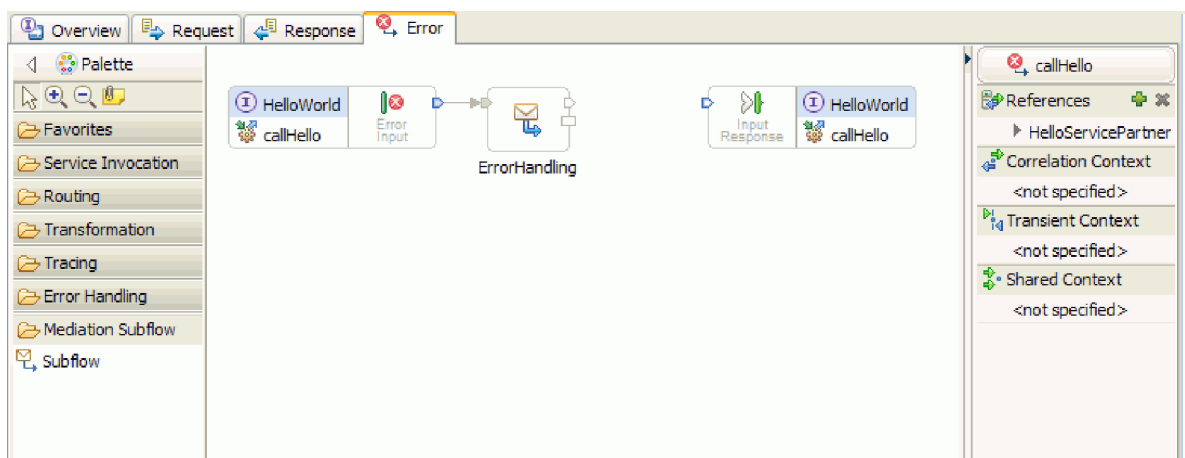 Overview Request Response Error
Palette
Favorites
Service Invocation
Routing
Transformation
Tracing
Error Handling
Mediation Subflow
Subflow
HelloWorld
callHello
Error
Input
ErrorHandling
Input
Response
HelloWorld
callHello
callHello
References
HelloServicePartner
Correlation Context
<not specified>
Transient Context
<not specified>
Shared Context
<not specified>